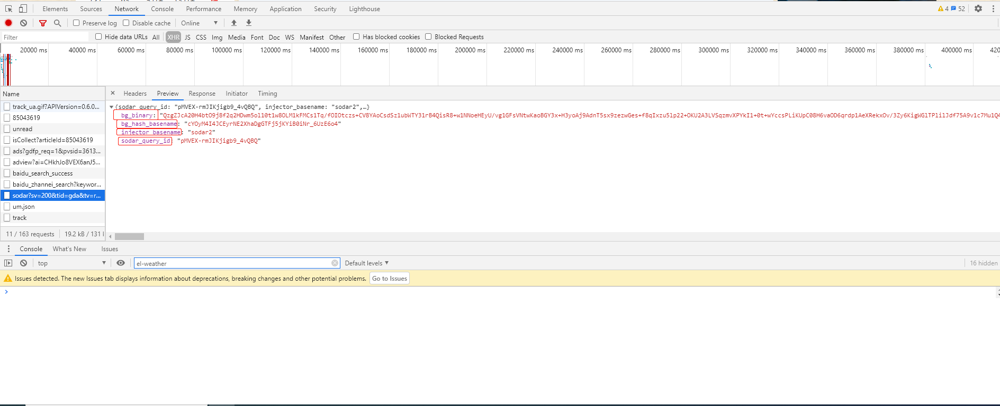 Elements Sources Network Console Performance Memory Application Security Lighthouse 4 52
Preserve log Disable cache Online
Filter Hide data URLs All XHR JS CSS Img Media Font Doc WS Manifest Other Has blocked cookies Blocked Requests
20000 ms 40000 ms 60000 ms 80000 ms 100000 ms 120000 ms 140000 ms 160000 ms 180000 ms 200000 ms 220000 ms 240000 ms 260000 ms 280000 ms 300000 ms 320000 ms 340000 ms 360000 ms 380000 ms 400000 ms 420
Name
track_ua.gif?APIVersion=0.6.0...
85043619
unread
isCollect?articleId=85043619
ads?gdfp_req=1&pvsid=3613...
adview?ai=CHkhJo8VEX6anJ5...
baidu_search_success
baidu_zhannei_search?keywor...
sodar?sv=200&tid=gda&tv=r...
um.json
track
11 / 163 requests 19.2 kB / 131 
Headers Preview Response Initiator Timing
{sodar_query_id: "pMVEX-rmJIKjigb9_4vQBQ", injector_basename: "sodar2",…}
bg_binary: "QzgZJcA20H4btO9j8f2q2HDwm5ol10t1w8OLM1kFMCs1Tq/fOIOtczs+CV8YAoCsdSz1ubWTY31rB4QisR8+w1NNoeHEyU/vg1GFsVNtwKaoBGY3x+H3yoAj9AdnT5sx9zezwGes+f8qIxzu5lp22+OKU2A3LVSqzmvXPYkI1+0t+wYccsPLiKUpC08H6vaOD6qrdp1AeXRekxOv/3Zy6KigWGlTPlilJdf75A9v1c7Mu1Q4
bg_hash_basename: "cYOyM4I4JCEyrNE2XhaDgGTFj5jKYiB0iNr_6UzE6o4"
injector_basename: "sodar2"
sodar_query_id: "pMVEX-rmJIKjigb9_4vQBQ"
Console What's New Issues
top el-weather Default levels 16 hidden
Issues detected. The new Issues tab displays information about deprecations, breaking changes and other potential problems. Go to Issues